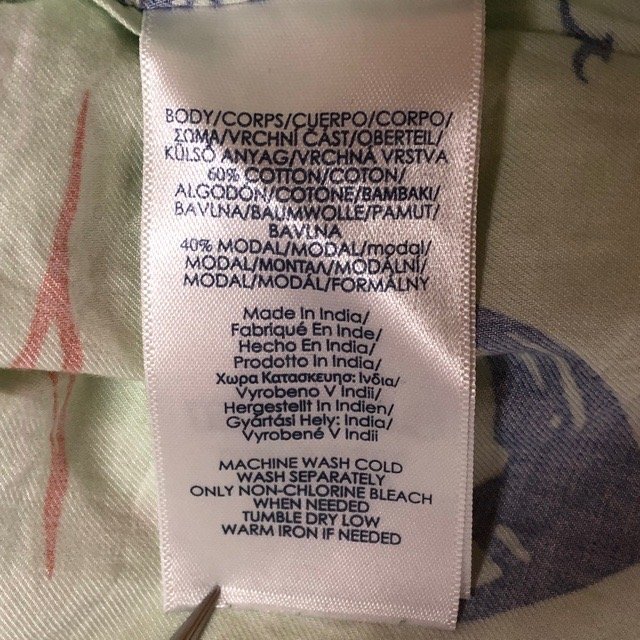 BODY/CORPS/CUERPO/CORPO/
ΣΩΜΑ/VRCHNÍ ČÁST/OBERTEIL/
KÜLSŐ ANYAG/VRCHNÁ VRSTVA
60% COTTON/COTON/
ALGODÓN/COTONE/BAMBAKI/
BAVLNA/BAUMWOLLE/PAMUT/
BAVLNA
40% MODAL/MODAL/modal/
MODAL/ΜΟΝΤΑΛ/MODÁLNÍ/
MODAL/MODÁL/FORMÁLNY
Made In India/
Fabriqué En Inde/
Hecho En India/
Prodotto In India/
Χωρα Κατασκευησ: Ινδια/
Vyrobeno V Indii/
Hergestellt In Indien/
Gyártási Hely: India/
Vyrobené V Indii
MACHINE WASH COLD
WASH SEPARATELY
ONLY NON-CHLORINE BLEACH
WHEN NEEDED
TUMBLE DRY LOW
WARM IRON IF NEEDED